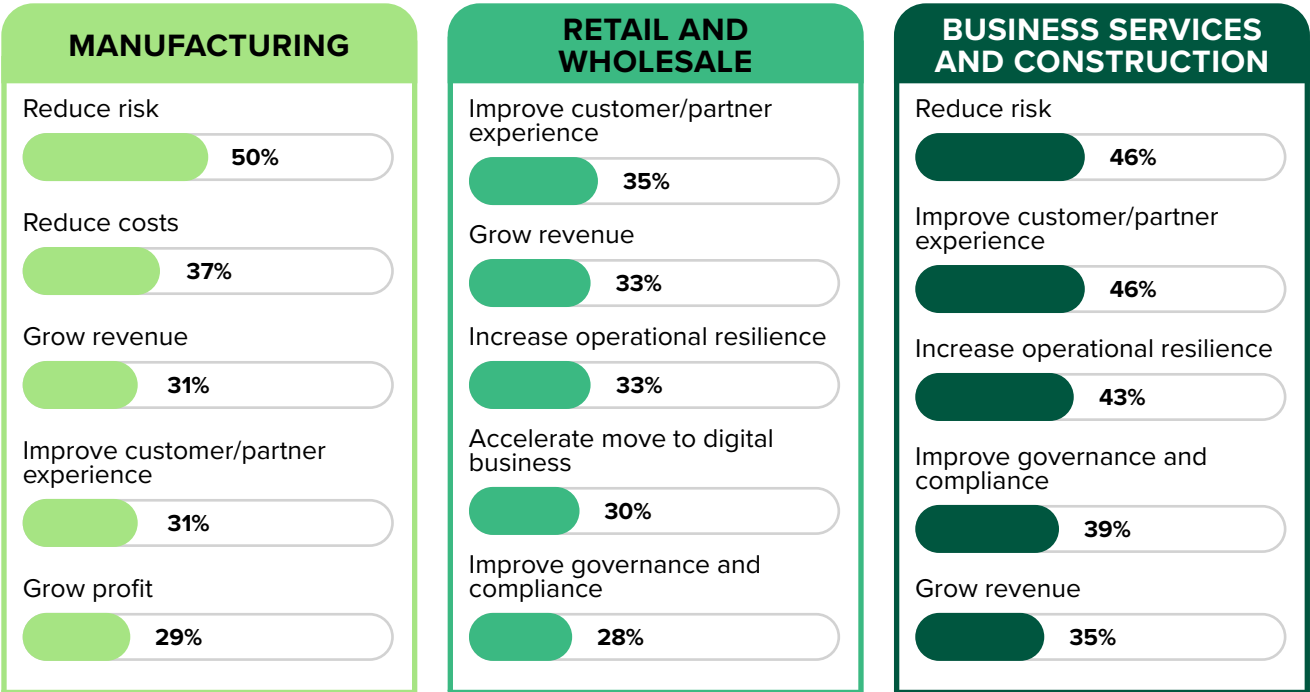 MANUFACTURING
Reduce risk
50%
Reduce costs
37%
Grow revenue
31%
Improve customer/partner
experience
31%
Grow profit
29%
RETAIL AND
WHOLESALE
Improve customer/partner
experience
35%
Grow revenue
33%
Increase operational resilience
33%
Accelerate move to digital
business
30%
Improve governance and
compliance
28%
BUSINESS SERVICES
AND CONSTRUCTION
Reduce risk
46%
Improve customer/partner
experience
46%
Increase operational resilience
43%
Improve governance and
compliance
39%
Grow revenue
35%